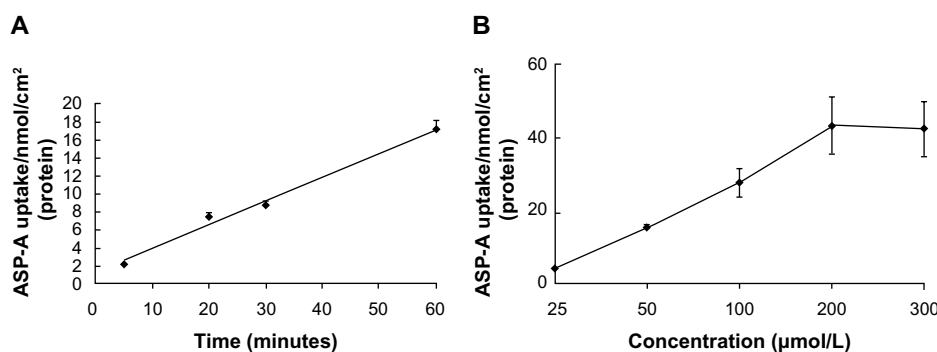 A
ASP-A uptake/nmol/cm²
(protein)
20
18
16
14
12
10
8
6
4
2
0
0 10 20 30 40 50 60
Time (minutes)
B
ASP-A uptake/nmol/cm²
(protein)
60
40
20
0
25 50 100 200 300
Concentration (µmol/L)